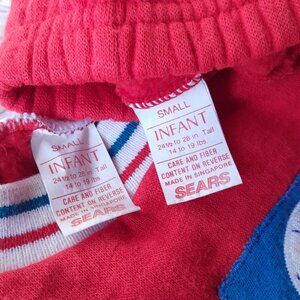 SMALL
INFANT
24½ to 28 in. Tall
14 to 19 lbs.
CARE AND FIBER
CONTENT ON REVERSE
MADE IN SINGAPORE
SEARS
SMALL
INFANT
24½ to 28 in. Tall
14 to 19 lbs.
CARE AND FIBER
CONTENT ON REVERSE
MADE IN SINGAPORE
SEARS